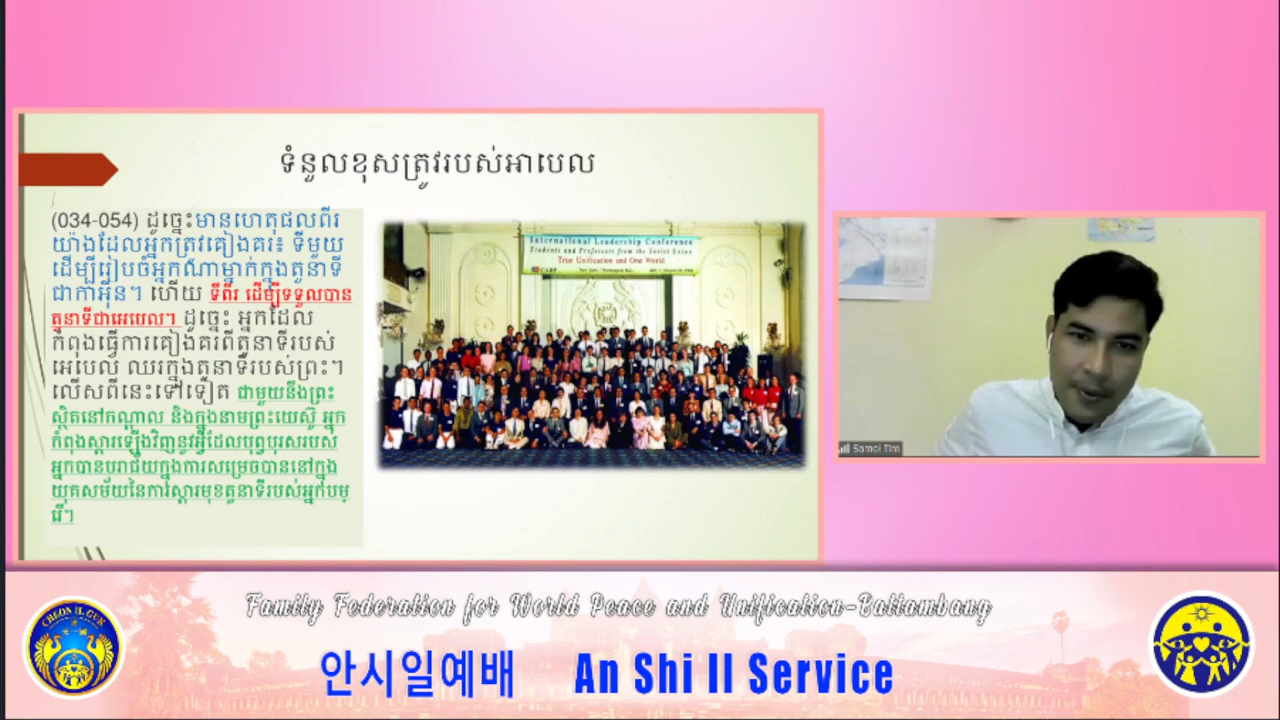 ទំនួលខុសត្រូវរបស់អាបេល
(034-054) ដូច្នេះមានហេតុផលពីរ
យ៉ាងដែលអ្នកត្រូវគៀងគរ៖ ទីមួយ
ដើម្បីរៀបចំអ្នកណាម្នាក់ក្នុងតួនាទី
ជាកាអ៊ីន។ ហើយ ទីពីរ ដើម្បីទទួលបាន
តួនាទីជាអេបេល។ ដូច្នេះ អ្នកដែល
កំពុងធ្វើការគៀងគរពីតួនាទីរបស់
អេបេល ឈរក្នុងតួនាទីរបស់ព្រះ។
លើសពីនេះទៅទៀត ជាមួយនឹងព្រះ
ស្ថិតនៅកណ្តាល និងក្នុងនាមព្រះយេស៊ូ អ្នក
កំពុងស្តារឡើងវិញនូវអ្វីដែលបុព្វបុរសរបស់
អ្នកបានបរាជ័យក្នុងការសម្រេចបាននៅក្នុង
យុគសម័យនៃការស្តារមុខតួនាទីរបស់អ្នកបម្
រើ។
International Leadership Conference
Students and Professors from the Soviet Union
True Unification and One World
CARP
Samol Tim
Family Federation for World Peace and Unification-Battambang
CHEON IL GUK
안시일예배 An Shi Il Service